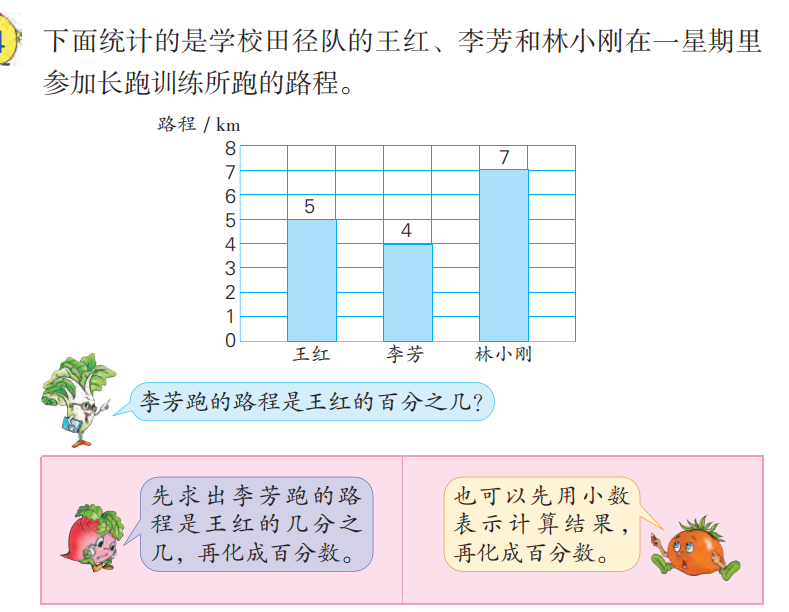 4
下面统计的是学校田径队的王红、李芳和林小刚在一星期里
参加长跑训练所跑的路程。
路程 / km
8
7
6
5
4
3
2
1
0
5
4
7
王红 李芳 林小刚
李芳跑的路程是王红的百分之几？
先求出李芳跑的路
程是王红的几分之
几，再化成百分数。
也可以先用小数
表示计算结果，
再化成百分数。